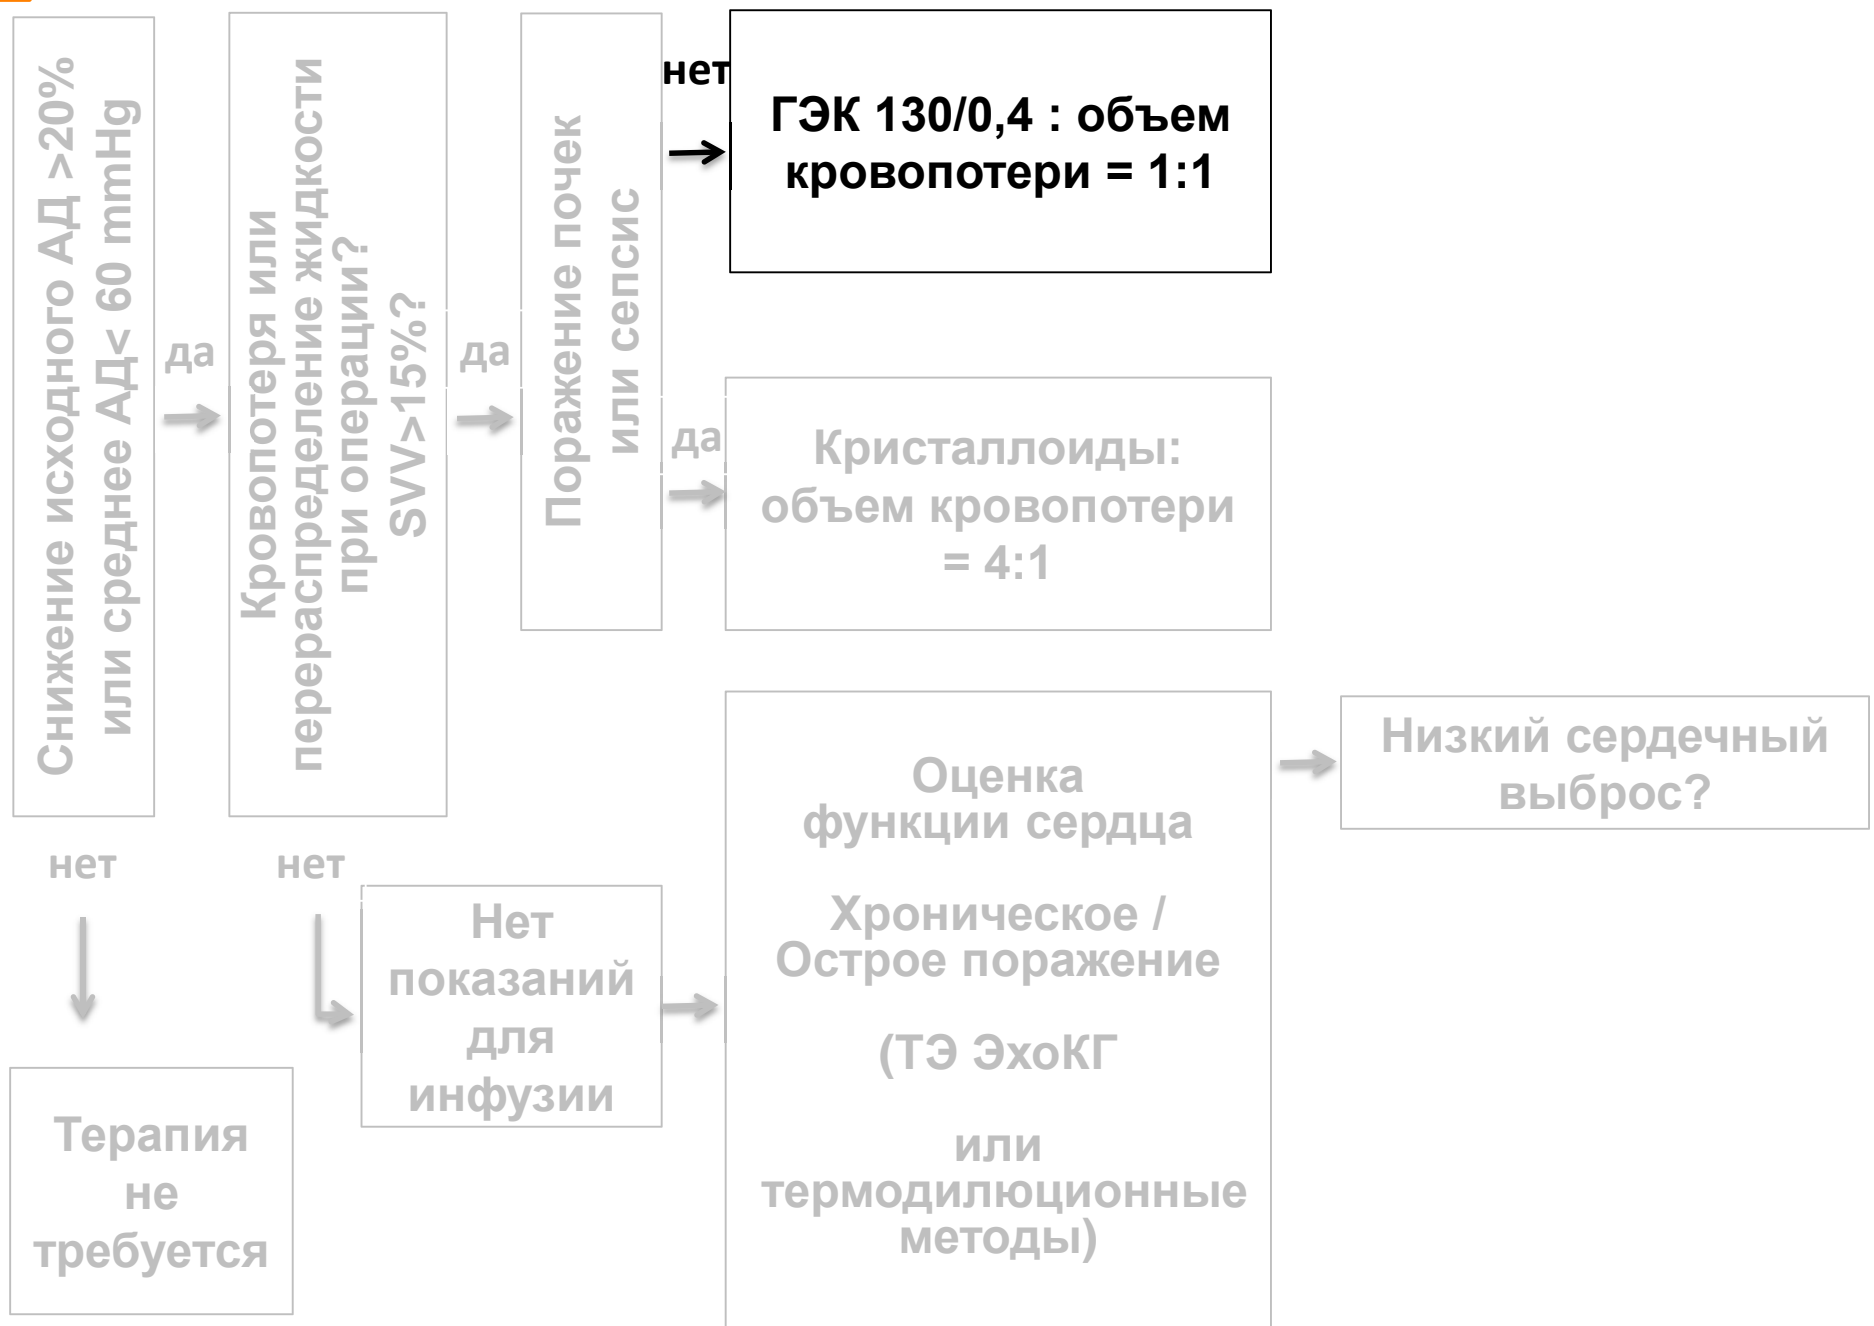 Снижение исходного АД >20%
или среднее АД< 60 mmHg
да
Кровопотеря или
перераспределение жидкости
при операции?
SVV>15%?
да
Поражение почек
или сепсис
нет
ГЭК 130/0,4 : объем
кровопотери = 1:1
да
Кристаллоиды:
объем кровопотери
= 4:1
нет
Терапия
не
требуется
нет
Нет
показаний
для
инфузии
Оценка
функции сердца
Хроническое /
Острое поражение
(ТЭ ЭхоКГ
или
термодилюционные
методы)
Низкий сердечный
выброс?